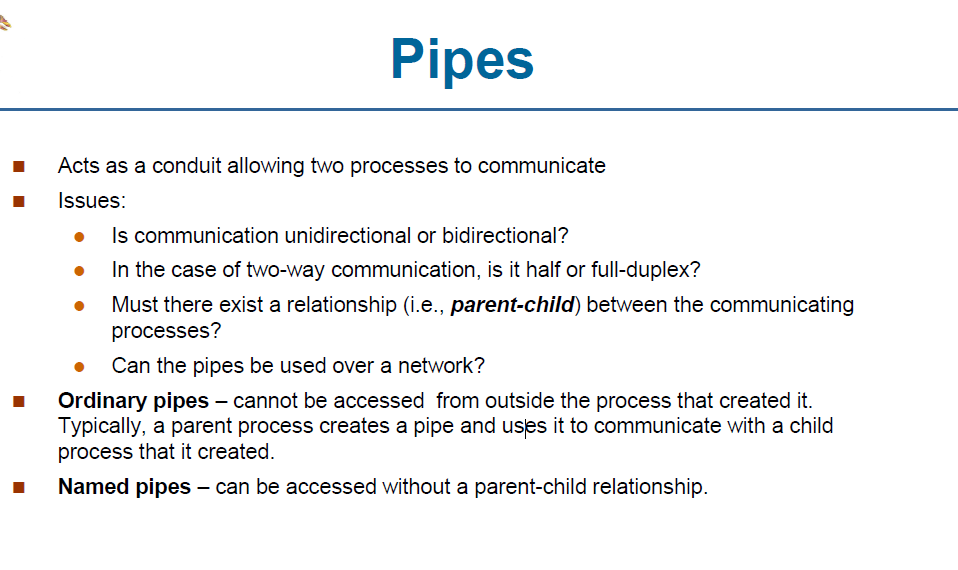 Pipes
Acts as a conduit allowing two processes to communicate
Issues:
Is communication unidirectional or bidirectional?
In the case of two-way communication, is it half or full-duplex?
Must there exist a relationship (i.e., parent-child) between the communicating
processes?
Can the pipes be used over a network?
Ordinary pipes – cannot be accessed  from outside the process that created it.
Typically, a parent process creates a pipe and uses it to communicate with a child
process that it created.
Named pipes – can be accessed without a parent-child relationship.